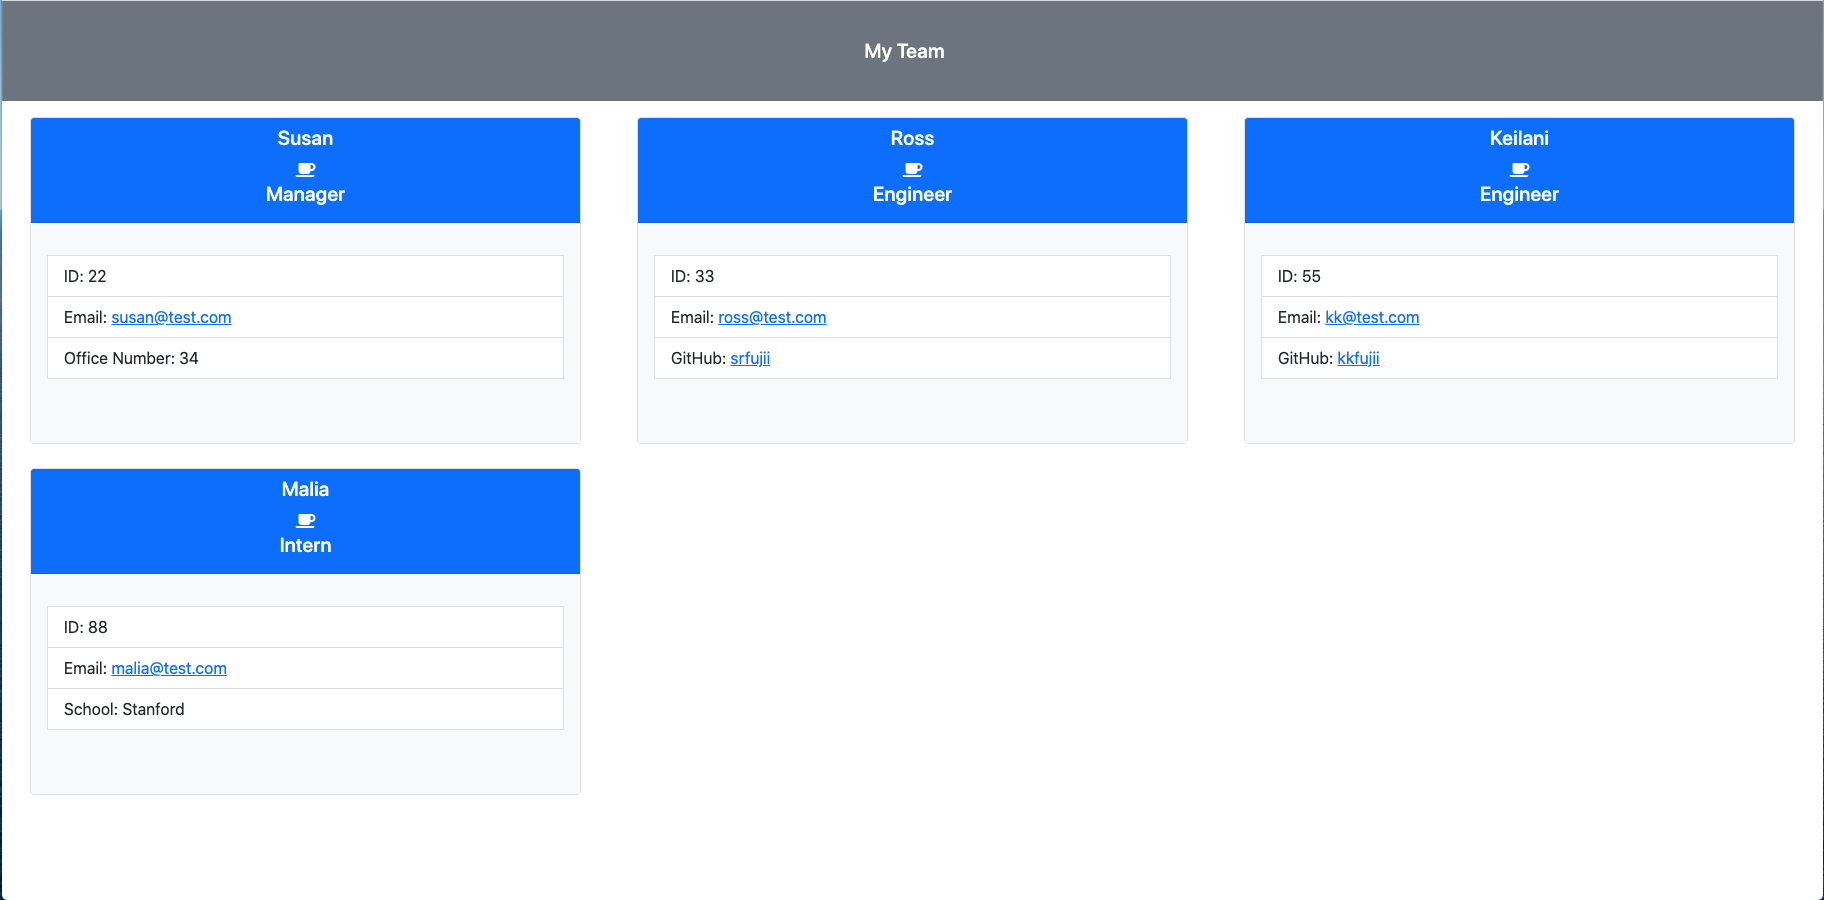 My Team
Susan
Manager
ID: 22
Email: susan@test.com
Office Number: 34
Ross
Engineer
ID: 33
Email: ross@test.com
GitHub: srfujii
Keilani
Engineer
ID: 55
Email: kk@test.com
GitHub: kkfujii
Malia
Intern
ID: 88
Email: malia@test.com
School: Stanford